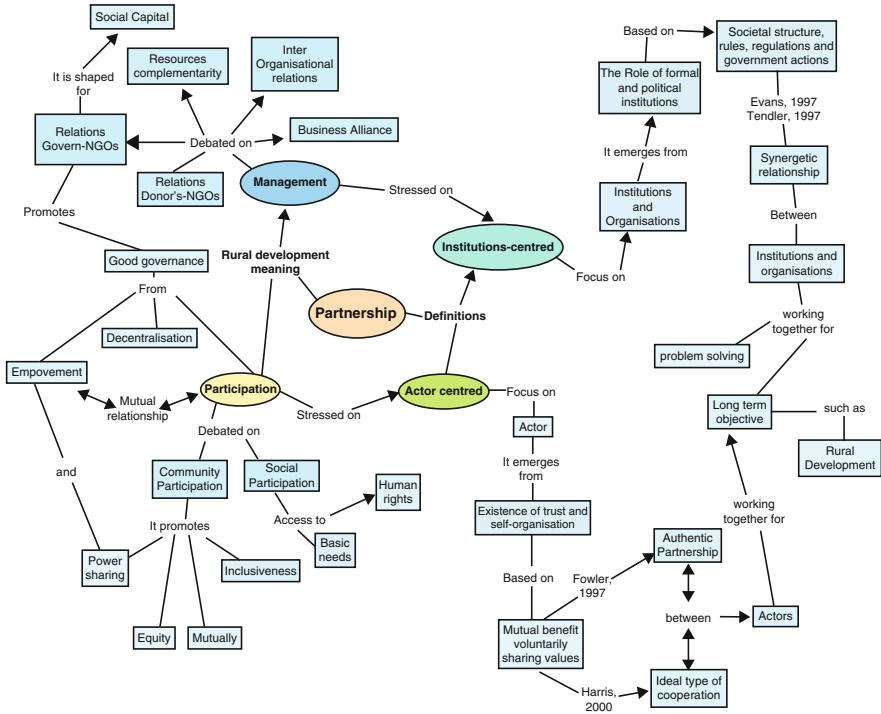 Social Capital
It is shaped
for
Resources
complementarity
Inter
Organisational
relations
Relations
Govern-NGOs
Debated on
Business Alliance
Relations
Donor's-NGOs
Management
Stressed on
Promotes
Good governance
From
Decentralisation
Rural development
meaning
Partnership
Definitions
Institutions-centred
Empovement
Mutual
relationship
Participation
Stressed on
Actor centred
and
Debated on
Community
Participation
Social
Participation
Access to
Human
rights
Basic
needs
It promotes
Power
sharing
Inclusiveness
Equity
Mutually
Focus on
Actor
It emerges
from
Existence of trust and
self-organisation
Based on
Mutual benefit
voluntarily
sharing values
Fowler,
1997
Harris,
2000
Authentic
Partnership
between
Ideal type of
cooperation
Actors
working
together for
Focus on
Institutions
and
Organisations
It emerges from
The Role of formal
and political
institutions
Based on
Societal structure,
rules, regulations and
government actions
Evans, 1997
Tendler, 1997
Synergetic
relationship
Between
Institutions and
organisations
working
together for
problem solving
Long term
objective
such as
Rural
Development